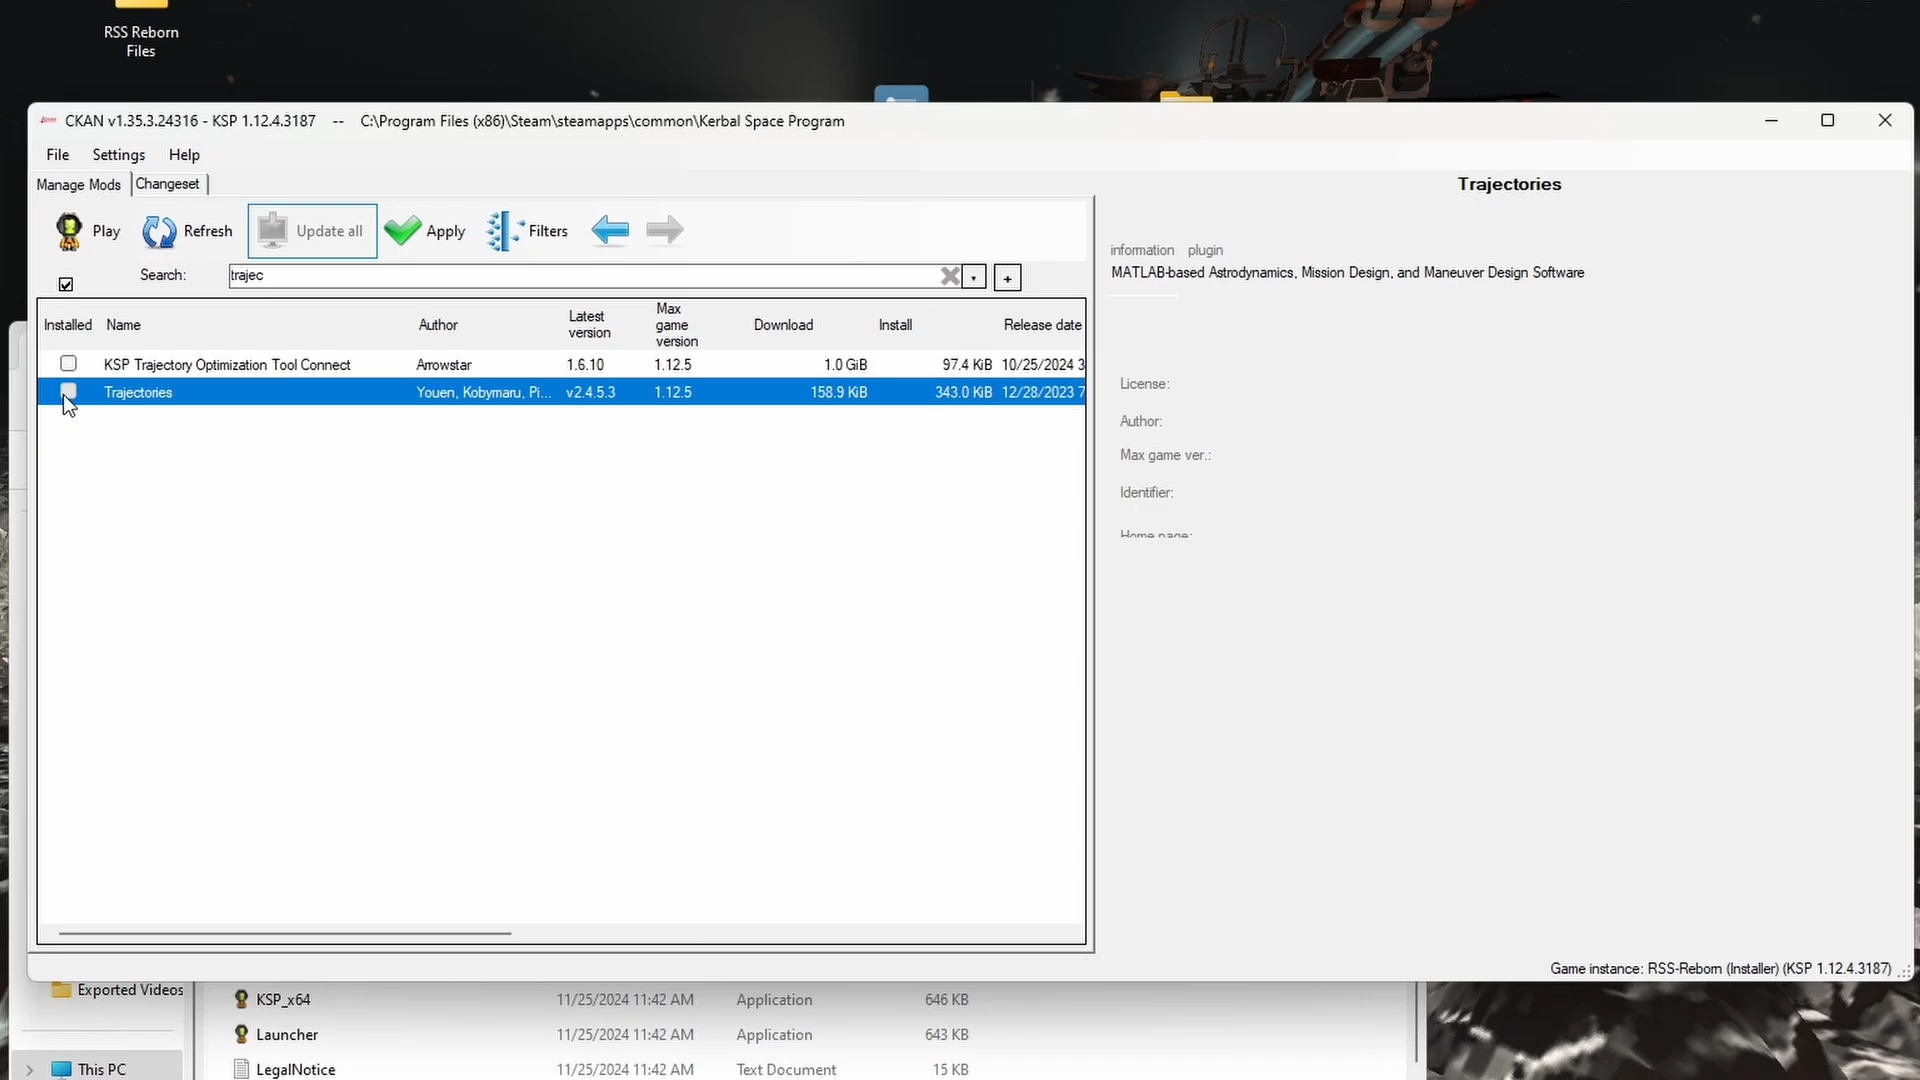 RSS Reborn
Files
CKAN v1.35.3.24316 - KSP 1.12.4.3187 -- C:\Program Files (x86)\Steam\steamapps\common\Kerbal Space Program
File Settings Help
Manage Mods Changeset
Trajectories
Play Refresh Update all Apply Filters
information plugin
Search: trajec
MATLAB-based Astrodynamics, Mission Design, and Maneuver Design Software
Installed Name Author Latest version Max game version Download Install Release date
KSP Trajectory Optimization Tool Connect Arrowstar 1.6.10 1.12.5 1.0 GiB 97.4 KiB 10/25/2024 3
Trajectories Youen, Kobymaru, Pi... v2.4.5.3 1.12.5 158.9 KiB 343.0 KiB 12/28/2023 7
License:
Author:
Max game ver.:
Identifier:
Home page:
Game instance: RSS-Reborn (Installer) (KSP 1.12.4.3187)
Exported Videos
KSP_x64 11/25/2024 11:42 AM Application 646 KB
Launcher 11/25/2024 11:42 AM Application 643 KB
This PC
LegalNotice 11/25/2024 11:42 AM Text Document 15 KB